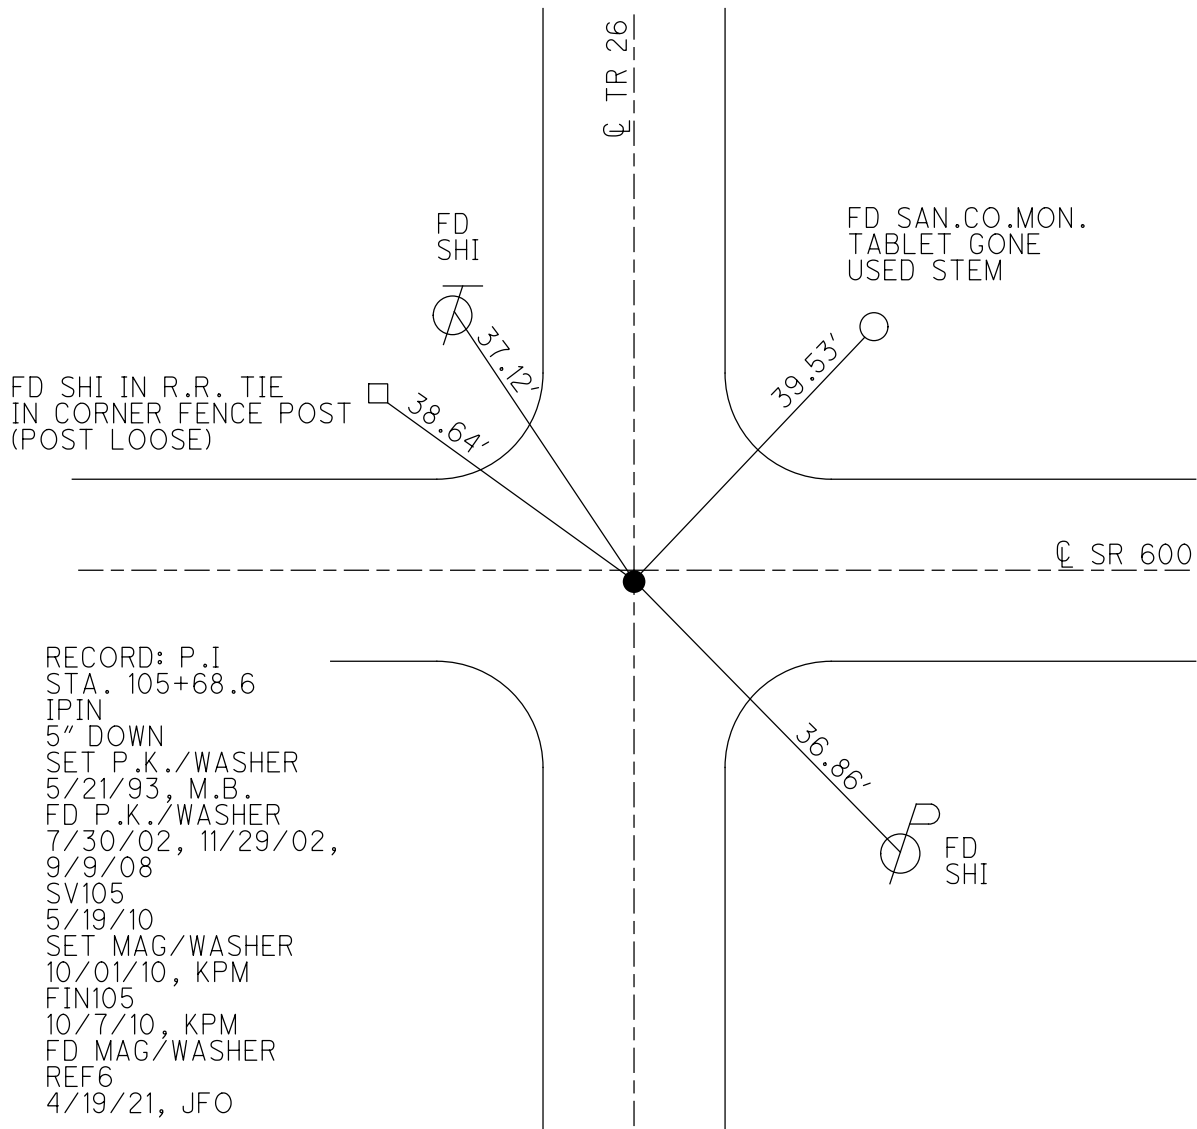 ℄ TR 26
FD
SHI
FD SAN.CO.MON.
TABLET GONE
USED STEM
37.12'
39.53'
FD SHI IN R.R. TIE
IN CORNER FENCE POST
(POST LOOSE)
38.64'
℄ SR 600
RECORD: P.I
STA. 105+68.6
IPIN
5" DOWN
SET P.K./WASHER
5/21/93, M.B.
FD P.K./WASHER
7/30/02, 11/29/02,
9/9/08
SV105
5/19/10
SET MAG/WASHER
10/01/10, KPM
FIN105
10/7/10, KPM
FD MAG/WASHER
REF6
4/19/21, JFO
36.86'
FD
SHI